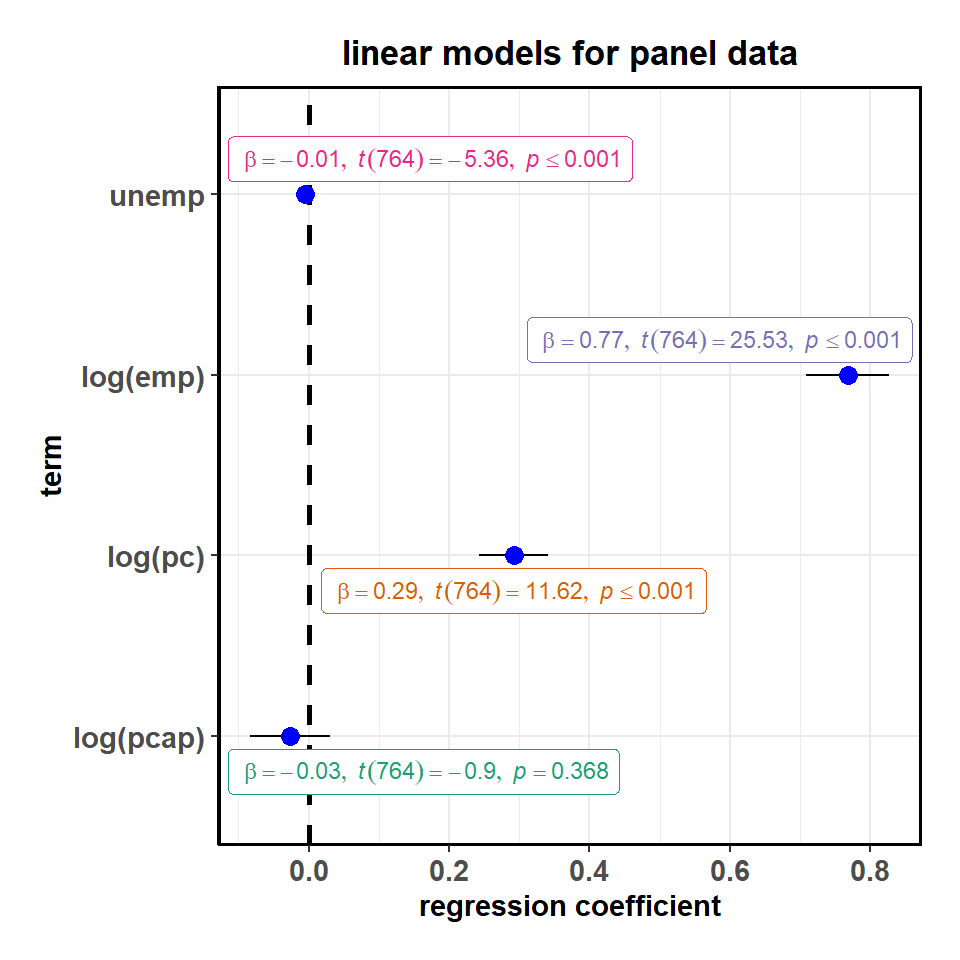 linear models for panel data
β = −0.01, t(764) = −5.36, p ≤ 0.001
unemp
β = 0.77, t(764) = 25.53, p ≤ 0.001
log(emp)
term
log(pc)
β = 0.29, t(764) = 11.62, p ≤ 0.001
log(pcap)
β = −0.03, t(764) = −0.9, p = 0.368
0.0 0.2 0.4 0.6 0.8
regression coefficient